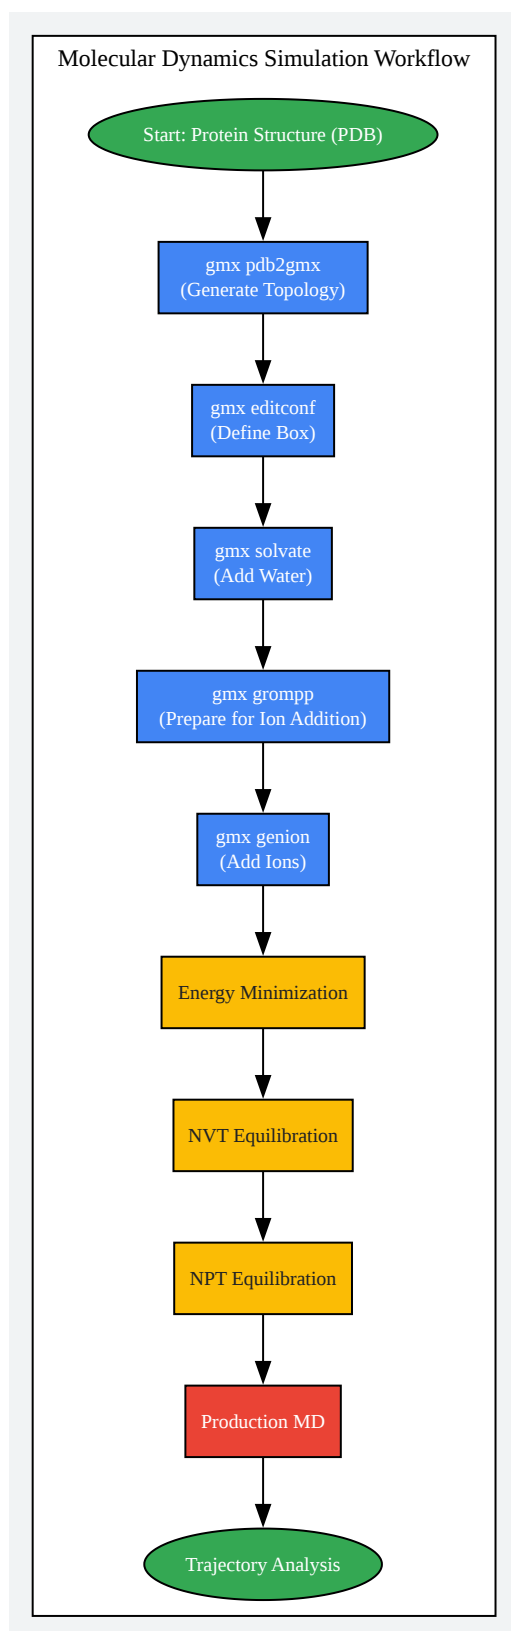 Molecular Dynamics Simulation Workflow
Start: Protein Structure (PDB)
gmx pdb2gmx
(Generate Topology)
gmx editconf
(Define Box)
gmx solvate
(Add Water)
gmx grompp
(Prepare for Ion Addition)
gmx genion
(Add Ions)
Energy Minimization
NVT Equilibration
NPT Equilibration
Production MD
Trajectory Analysis